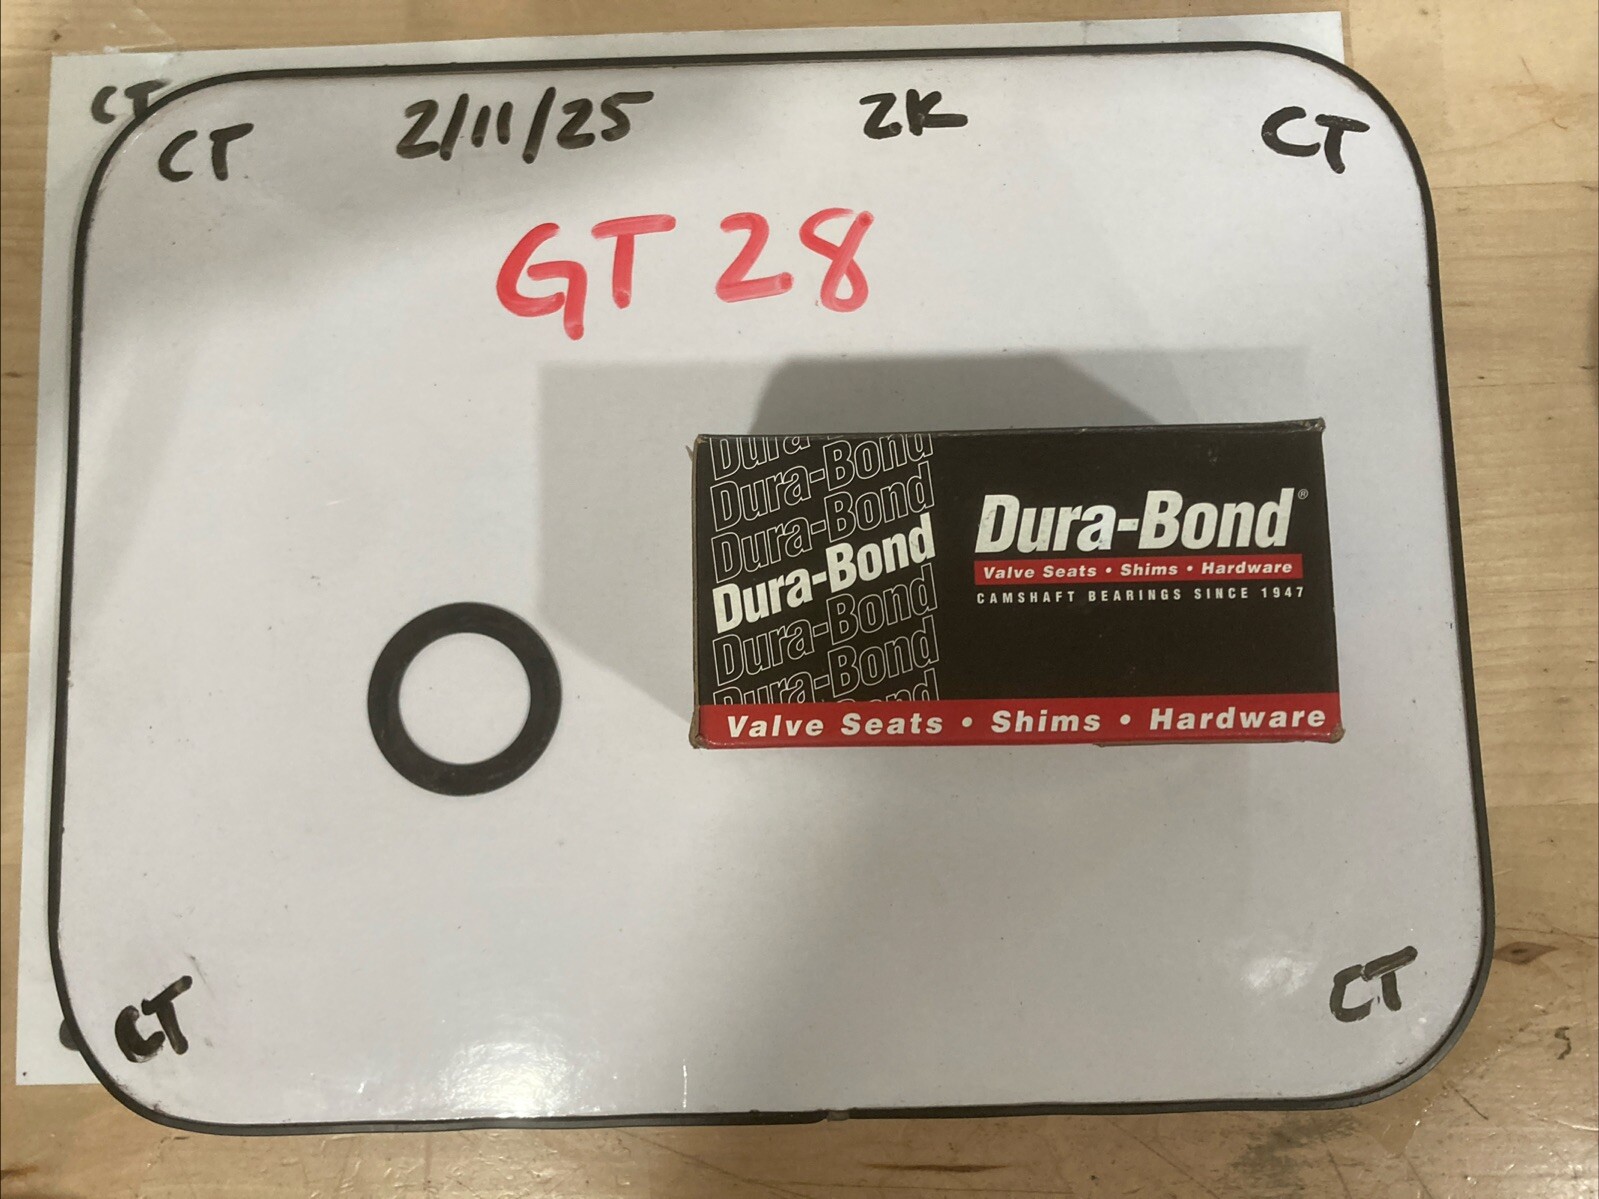 CT
CT 2/11/25 ZK CT
GT 28
Dura-Bond
Dura-Bond
Dura-Bond
Dura-Bond
Dura-Bond
Dura-Bond
Dura-Bond®
Valve Seats • Shims • Hardware
CAMSHAFT BEARINGS SINCE 1947
Valve Seats • Shims • Hardware
CT
CT